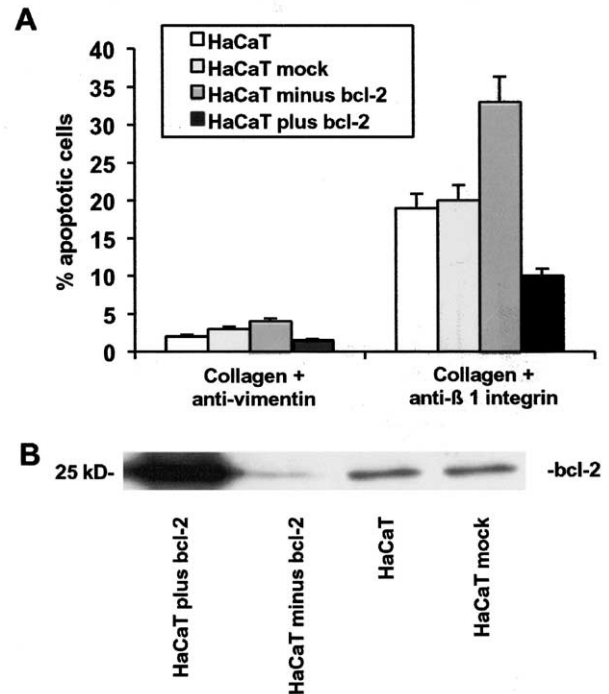 A
HaCaT
HaCaT mock
HaCaT minus bcl-2
HaCaT plus bcl-2
% apoptotic cells
40
35
30
25
20
15
10
5
0
Collagen +
anti-vimentin
Collagen +
anti-ß 1 integrin
B
25 kD-
-bcl-2
HaCaT plus bcl-2
HaCaT minus bcl-2
HaCaT
HaCaT mock